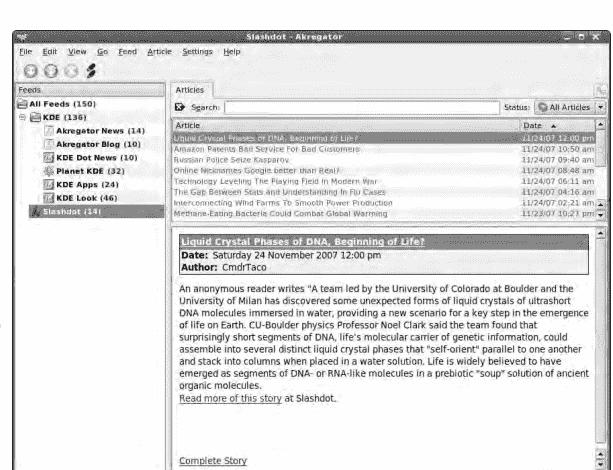 Slashdot - Akregator
File Edit View Go Feed Article Settings Help
Feeds
All Feeds (150)
KDE (136)
Akregator News (14)
Akregator Blog (10)
KDE Dot News (10)
Planet KDE (32)
KDE Apps (24)
KDE Look (46)
Slashdot (14)
Articles
Search: Status: All Articles
Article Date
Liquid Crystal Phases of DNA, Beginning of Life? 11/24/07 12:00 pm
Amazon Patents Bad Service For Bad Customers 11/24/07 10:50 am
Russian Police Seize Kasparov 11/24/07 09:40 am
Online Nicknames Google better than Real? 11/24/07 08:48 am
Technology Leveling The Playing Field In Modern War 11/24/07 06:11 am
The Gap Between Stats and Understanding In Flu Cases 11/24/07 04:16 am
Interconnecting Wind Farms To Smooth Power Production 11/24/07 02:21 am
Methane-Eating Bacteria Could Combat Global Warming 11/23/07 10:27 pm
Liquid Crystal Phases of DNA, Beginning of Life?
Date: Saturday 24 November 2007 12:00 pm
Author: CmdrTaco
An anonymous reader writes "A team led by the University of Colorado at Boulder and the
University of Milan has discovered some unexpected forms of liquid crystals of ultrashort
DNA molecules immersed in water, providing a new scenario for a key step in the emergence
of life on Earth. CU-Boulder physics Professor Noel Clark said the team found that
surprisingly short segments of DNA, life's molecular carrier of genetic information, could
assemble into several distinct liquid crystal phases that "self-orient" parallel to one another
and stack into columns when placed in a water solution. Life is widely believed to have
emerged as segments of DNA- or RNA-like molecules in a prebiotic "soup" solution of ancient
organic molecules.
Read more of this story at Slashdot.
Complete Story